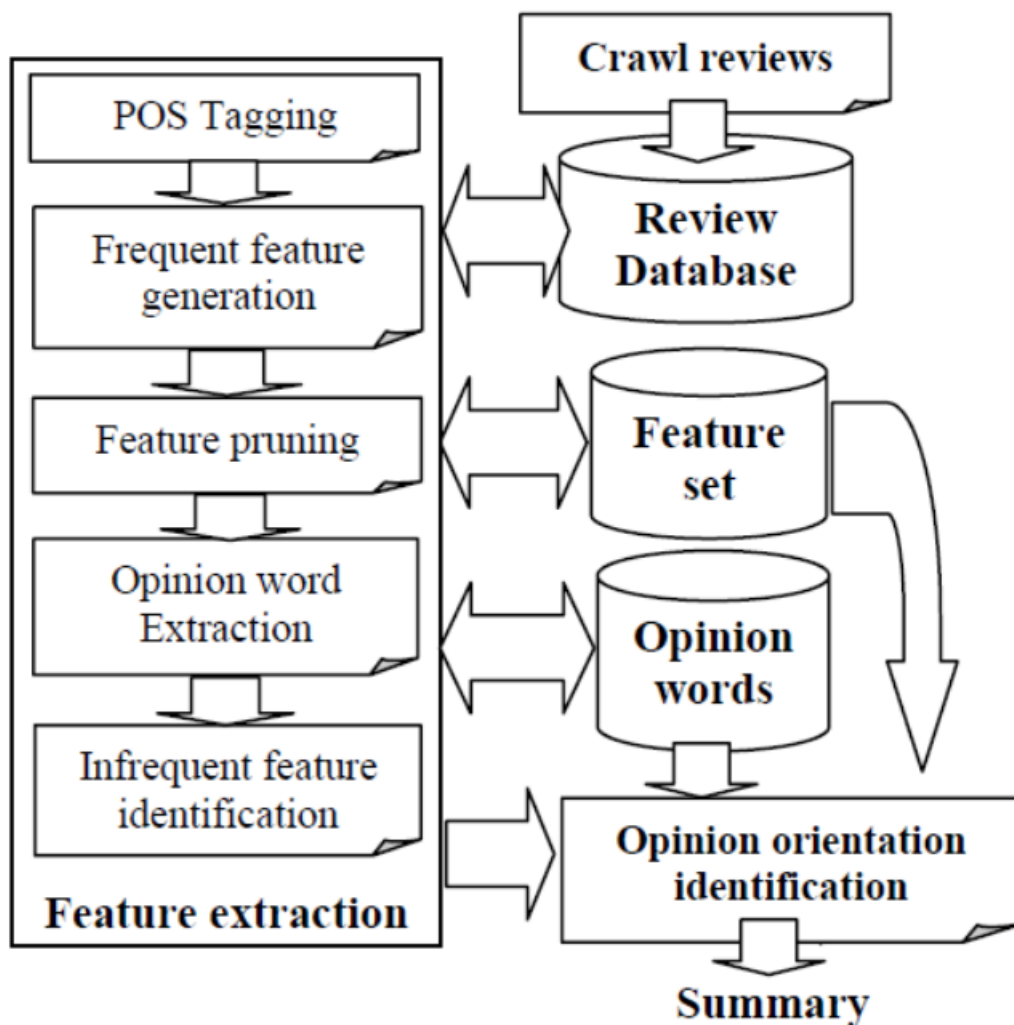 Crawl reviews
POS Tagging
Frequent feature
generation
Feature pruning
Opinion word
Extraction
Infrequent feature
identification
Feature extraction
Review
Database
Feature
set
Opinion
words
Opinion orientation
identification
Summary